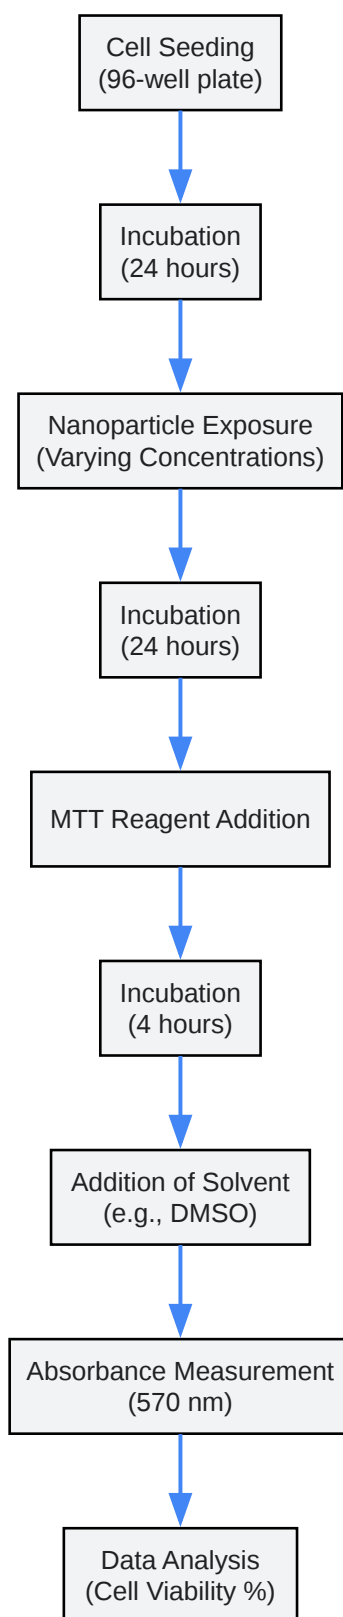 Cell Seeding
(96-well plate)
Incubation
(24 hours)
Nanoparticle Exposure
(Varying Concentrations)
Incubation
(24 hours)
MTT Reagent Addition
Incubation
(4 hours)
Addition of Solvent
(e.g., DMSO)
Absorbance Measurement
(570 nm)
Data Analysis
(Cell Viability %)